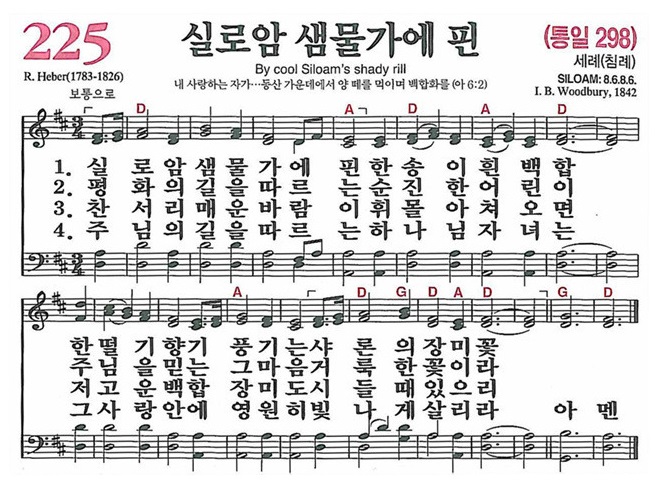 225
실로암 샘물가에 핀
(통일 298)
R. Heber(1783-1826)
By cool Siloam's shady rill
세례(침례)
내 사랑하는 자가…동산 가운데에서 양 떼를 먹이며 백합화를 (아 6:2)
SILOAM: 8.6.8.6.
보통으로
I. B. Woodbury, 1842
D A D A D
1. 실 로 암 샘 물 가 에 핀 한 송 이 흰 백 합
2. 평 화 의 길 을 따 르 는 순 진 한 어 린 이
3. 찬 서 리 매 운 바 람 이 휘 몰 아 쳐 오 면
4. 주 님 의 길 을 따 르 는 하 나 님 자 녀 는
A D G D A D G D
한 떨 기 향 기 풍 기 는 샤 론 의 장 미 꽃
주 님 을 믿 는 그 마 음 거 룩 한 꽃 이 라
저 고 운 백 합 장 미 도 시 들 때 있 으 리
그 사 랑 안 에 영 원 히 빛 나 게 살 리 라 아 멘